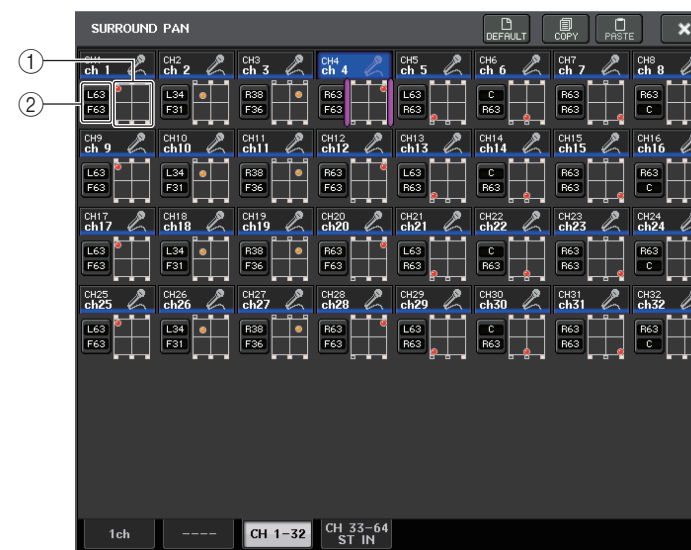 SURROUND PAN DEFAULT COPY PASTE ×
① ②
CH1 CH2 CH3 CH4 CH5 CH6 CH7 CH8
ch 1 ch 2 ch 3 ch 4 ch 5 ch 6 ch 7 ch 8
L63 L34 R38 R63 L63 C R63 R63
F63 F31 F36 F63 R63 R63 R63 C
CH9 CH10 CH11 CH12 CH13 CH14 CH15 CH16
ch 9 ch10 ch11 ch12 ch13 ch14 ch15 ch16
L63 L34 R38 R63 L63 C R63 R63
F63 F31 F36 F63 R63 R63 R63 C
CH17 CH18 CH19 CH20 CH21 CH22 CH23 CH24
ch17 ch18 ch19 ch20 ch21 ch22 ch23 ch24
L63 L34 R38 R63 L63 C R63 R63
F63 F31 F36 F63 R63 R63 R63 C
CH25 CH26 CH27 CH28 CH29 CH30 CH31 CH32
ch25 ch26 ch27 ch28 ch29 ch30 ch31 ch32
L63 L34 R38 R63 L63 C R63 R63
F63 F31 F36 F63 R63 R63 R63 C
1ch ---- CH 1-32 CH 33-64
ST IN